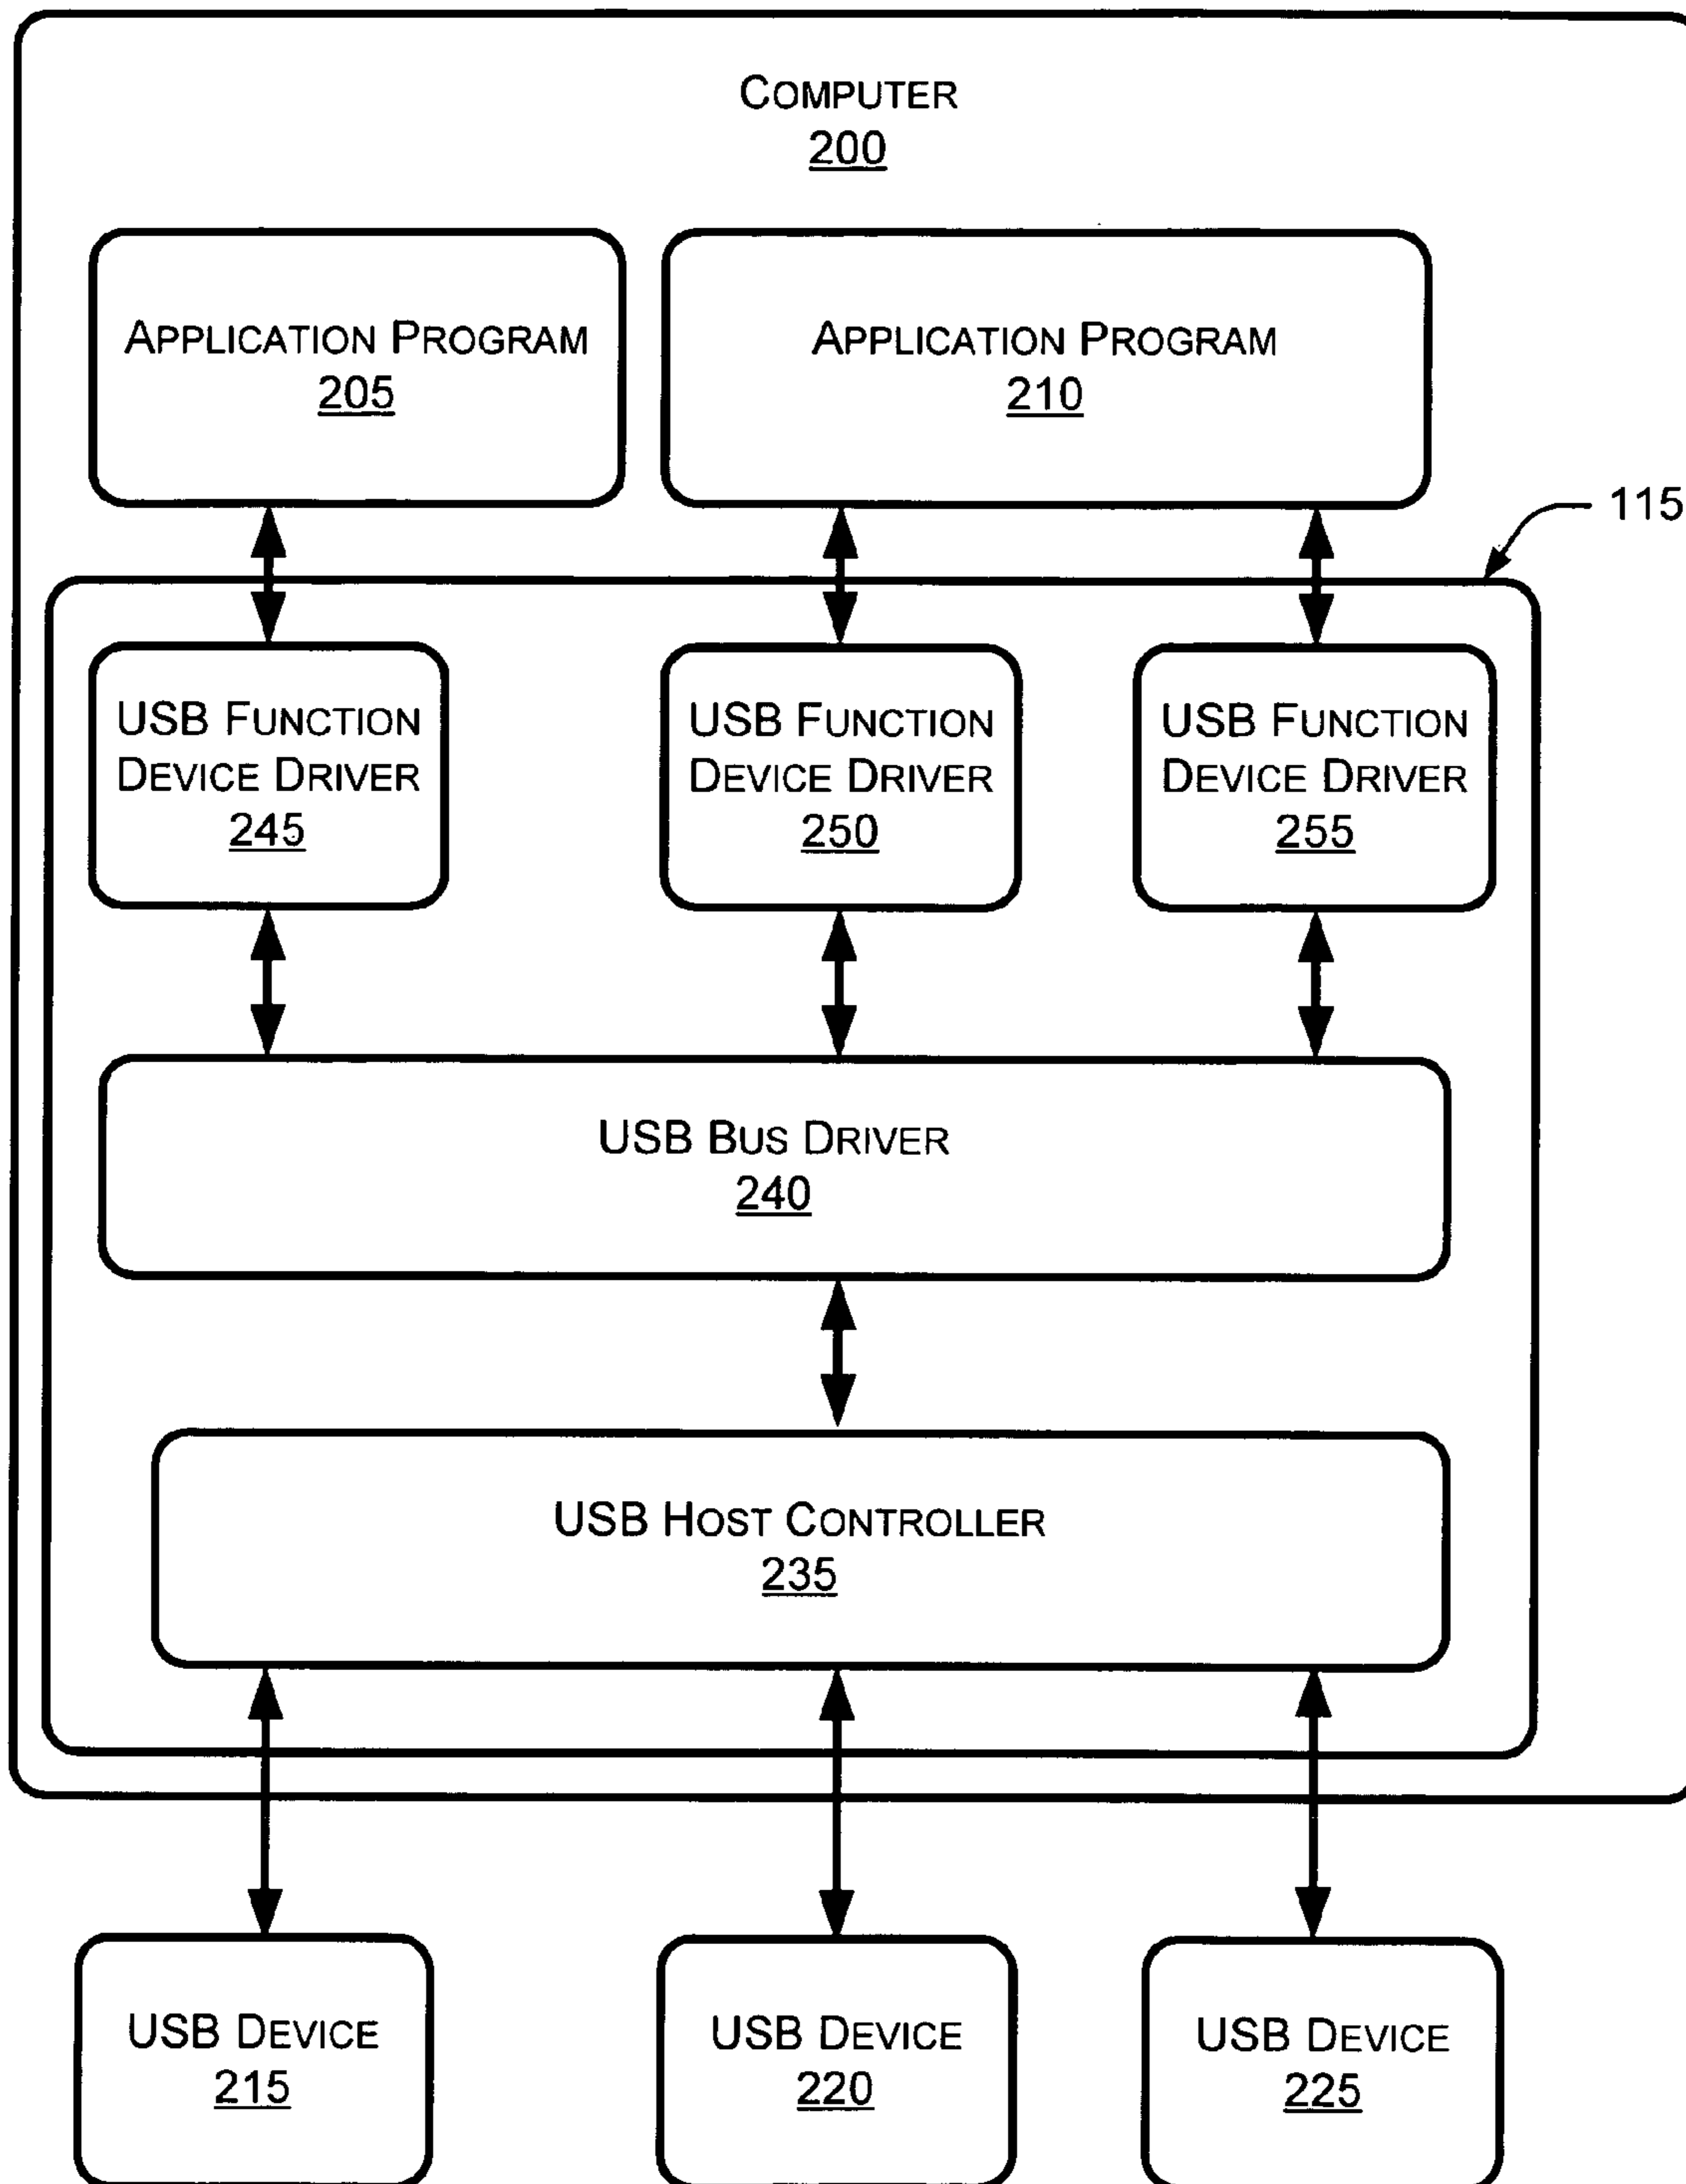 COMPUTER
200
APPLICATION PROGRAM
205
APPLICATION PROGRAM
210
115
USB FUNCTION
DEVICE DRIVER
245
USB FUNCTION
DEVICE DRIVER
250
USB FUNCTION
DEVICE DRIVER
255
USB BUS DRIVER
240
USB HOST CONTROLLER
235
USB DEVICE
215
USB DEVICE
220
USB DEVICE
225